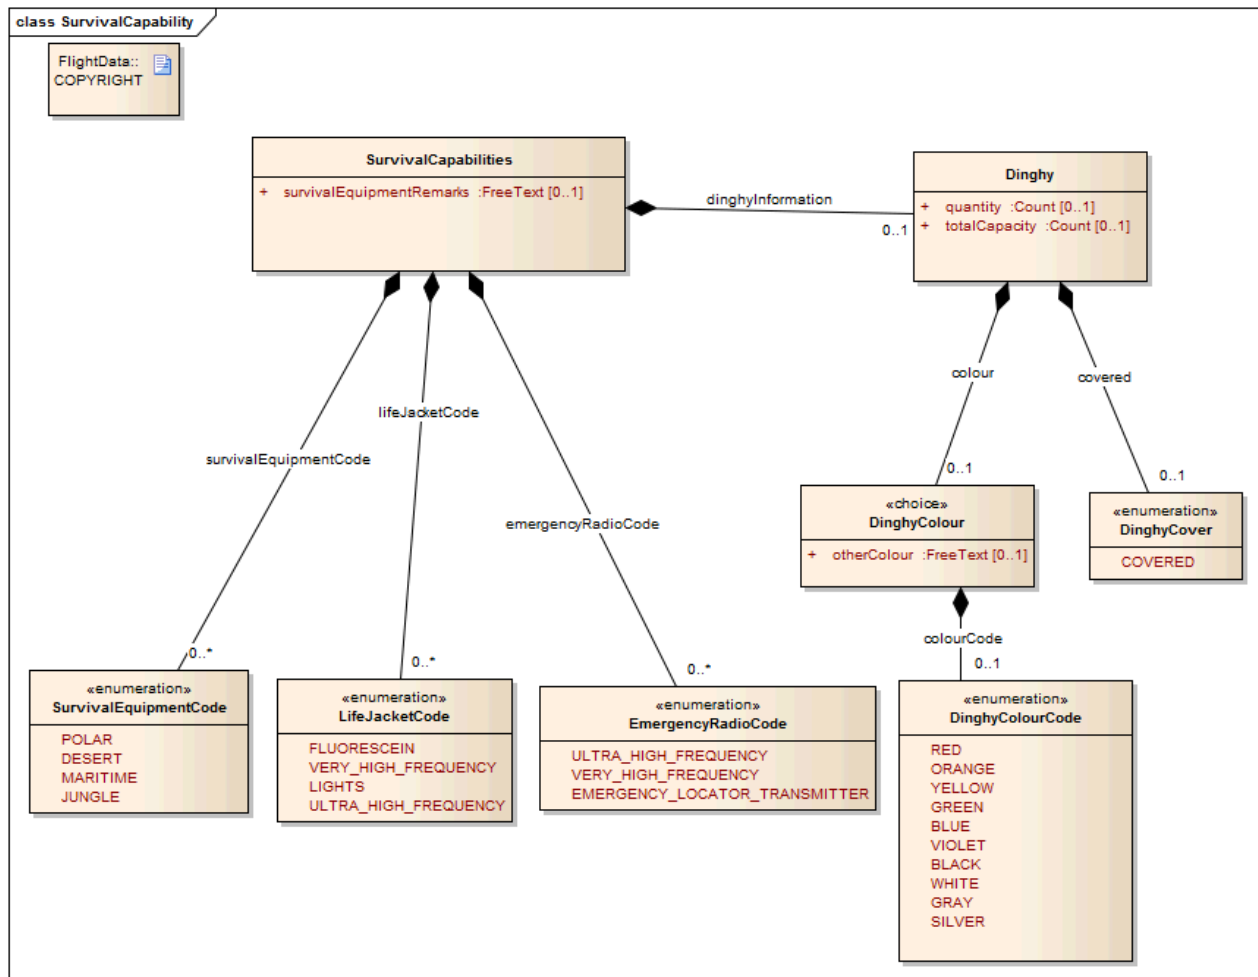 class SurvivalCapability
FlightData::
COPYRIGHT
SurvivalCapabilities
+ survivalEquipmentRemarks :FreeText [0..1]
dinghyInformation
0..1
Dinghy
+ quantity :Count [0..1]
+ totalCapacity :Count [0..1]
colour
covered
lifeJacketCode
survivalEquipmentCode
emergencyRadioCode
0..1
0..1
«choice»
DinghyColour
+ otherColour :FreeText [0..1]
«enumeration»
DinghyCover
COVERED
colourCode
0..1
0..*
0..*
0..*
«enumeration»
SurvivalEquipmentCode
POLAR
DESERT
MARITIME
JUNGLE
«enumeration»
LifeJacketCode
FLUORESCEIN
VERY_HIGH_FREQUENCY
LIGHTS
ULTRA_HIGH_FREQUENCY
«enumeration»
EmergencyRadioCode
ULTRA_HIGH_FREQUENCY
VERY_HIGH_FREQUENCY
EMERGENCY_LOCATOR_TRANSMITTER
«enumeration»
DinghyColourCode
RED
ORANGE
YELLOW
GREEN
BLUE
VIOLET
BLACK
WHITE
GRAY
SILVER